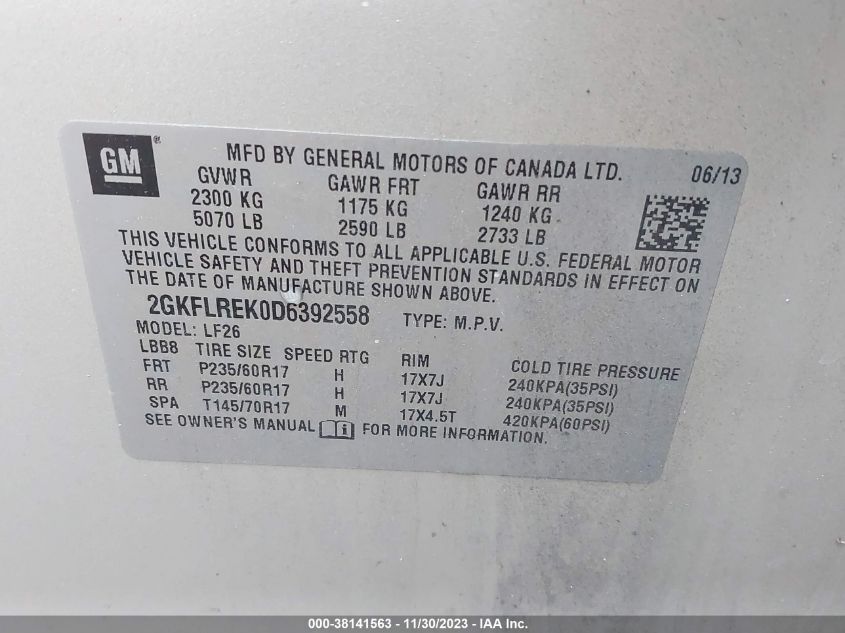 GM® MFD BY GENERAL MOTORS OF CANADA LTD. 06/13
GVWR GAWR FRT GAWR RR
2300 KG 1175 KG 1240 KG
5070 LB 2590 LB 2733 LB
THIS VEHICLE CONFORMS TO ALL APPLICABLE U.S. FEDERAL MOTOR
VEHICLE SAFETY AND THEFT PREVENTION STANDARDS IN EFFECT ON
THE DATE OF MANUFACTURE SHOWN ABOVE.
2GKFLREK0D6392558 TYPE: M.P.V.
MODEL: LF26
LBB8 TIRE SIZE SPEED RTG RIM COLD TIRE PRESSURE
FRT P235/60R17 H 17X7J 240KPA(35PSI)
RR P235/60R17 H 17X7J 240KPA(35PSI)
SPA T145/70R17 M 17X4.5T 420KPA(60PSI)
SEE OWNER'S MANUAL i FOR MORE INFORMATION.
000-38141563 - 11/30/2023 - IAA Inc.